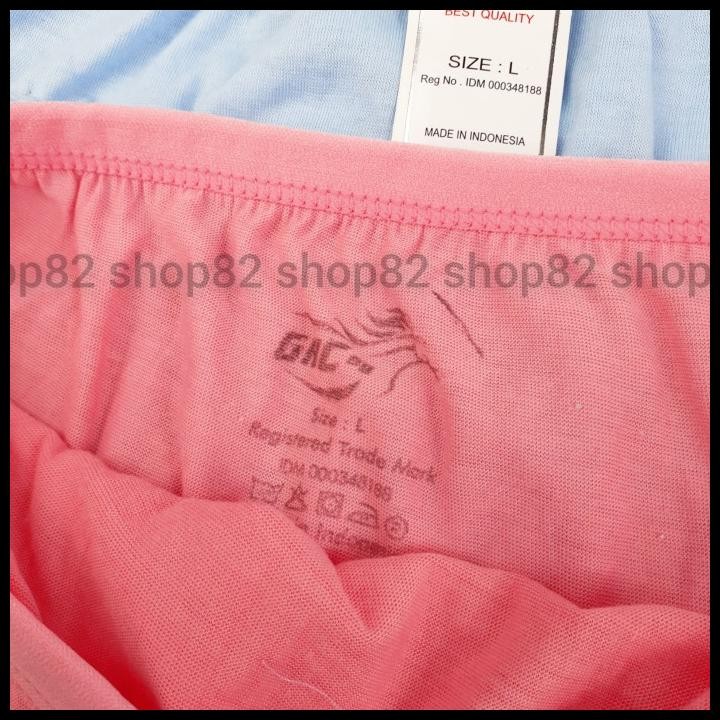 BEST QUALITY
SIZE : L
Reg No . IDM 000348188
MADE IN INDONESIA
shop82 shop82 shop82 shop82 shop
GAC
Size : L
Registered Trade Mark
IDM 000348188